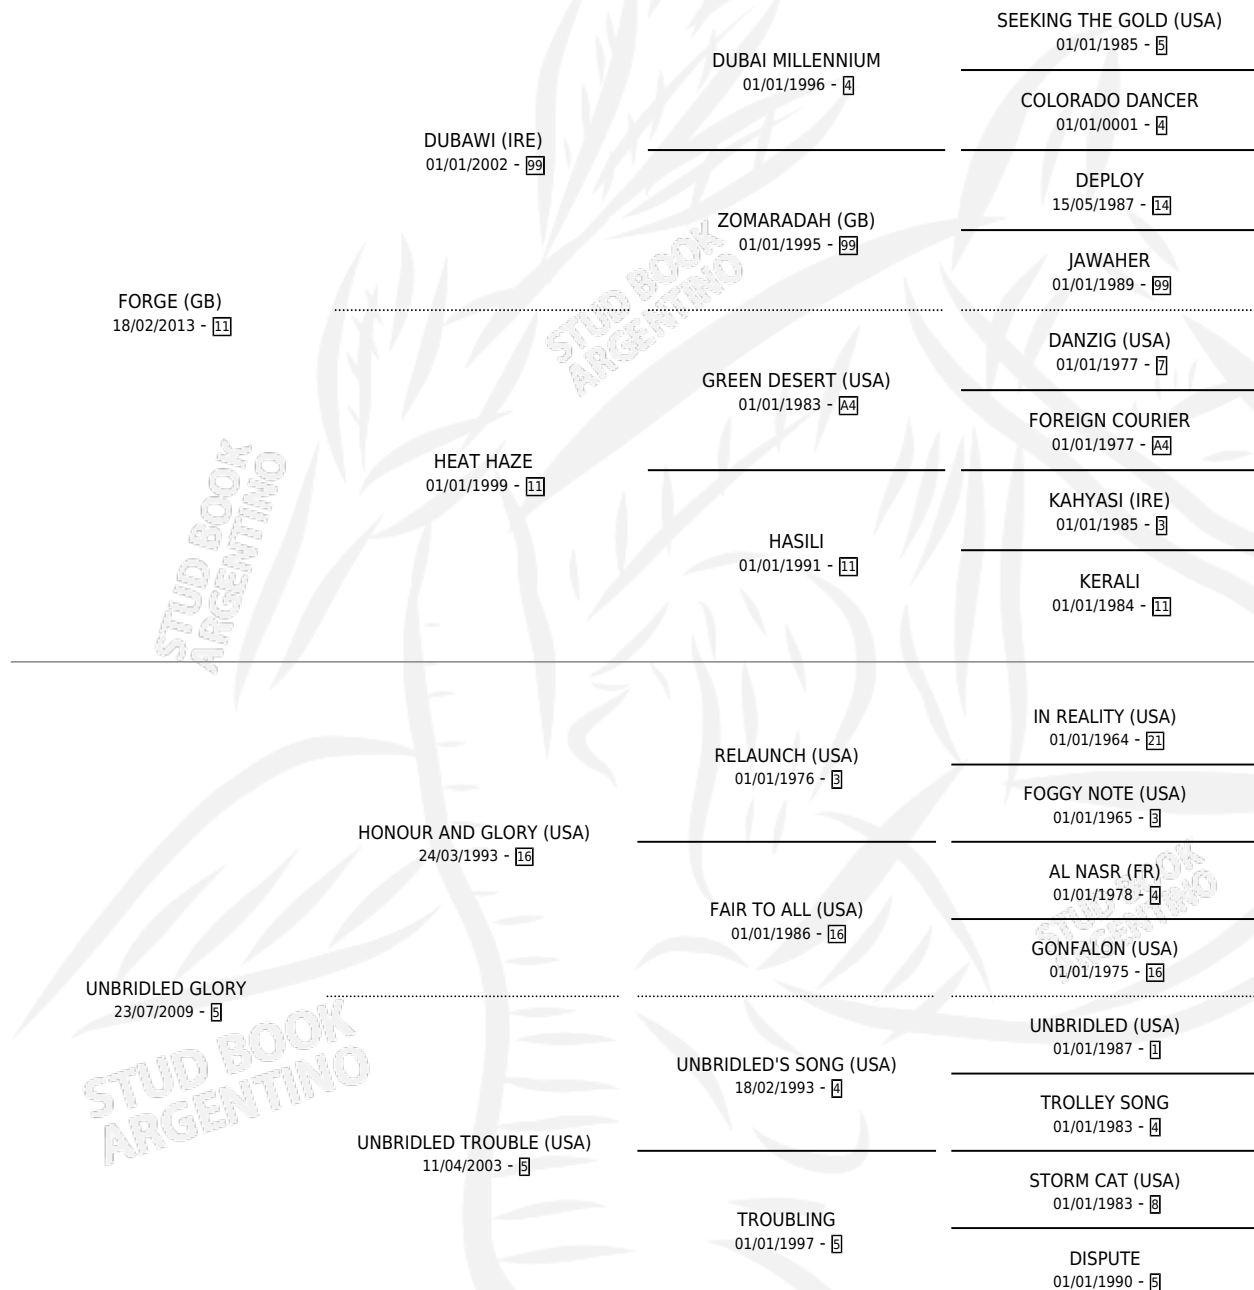 SEEKING THE GOLD (USA)
01/01/1985 - 5
DUBAI MILLENNIUM
01/01/1996 - 4
COLORADO DANCER
01/01/0001 - 4
DUBAWI (IRE)
01/01/2002 - 99
DEPLOY
15/05/1987 - 14
ZOMARADAH (GB)
01/01/1995 - 99
JAWAHER
01/01/1989 - 99
FORGE (GB)
18/02/2013 - 11
STUD BOOK
ARGENTINO
DANZIG (USA)
01/01/1977 - 7
GREEN DESERT (USA)
01/01/1983 - A4
FOREIGN COURIER
01/01/1977 - A4
HEAT HAZE
01/01/1999 - 11
KAHYASI (IRE)
01/01/1985 - 3
HASILI
01/01/1991 - 11
KERALI
01/01/1984 - 11
STUD BOOK
ARGENTINO
IN REALITY (USA)
01/01/1964 - 21
RELAUNCH (USA)
01/01/1976 - 3
FOGGY NOTE (USA)
01/01/1965 - 3
HONOUR AND GLORY (USA)
24/03/1993 - 16
AL NASR (FR)
01/01/1978 - 4
FAIR TO ALL (USA)
01/01/1986 - 16
STUD BOOK
ARGENTINO
GONFALON (USA)
01/01/1975 - 16
UNBRIDLED GLORY
23/07/2009 - 5
STUD BOOK
ARGENTINO
UNBRIDLED (USA)
01/01/1987 - 1
UNBRIDLED'S SONG (USA)
18/02/1993 - 4
TROLLEY SONG
01/01/1983 - 4
UNBRIDLED TROUBLE (USA)
11/04/2003 - 5
STORM CAT (USA)
01/01/1983 - 8
TROUBLING
01/01/1997 - 5
DISPUTE
01/01/1990 - 5